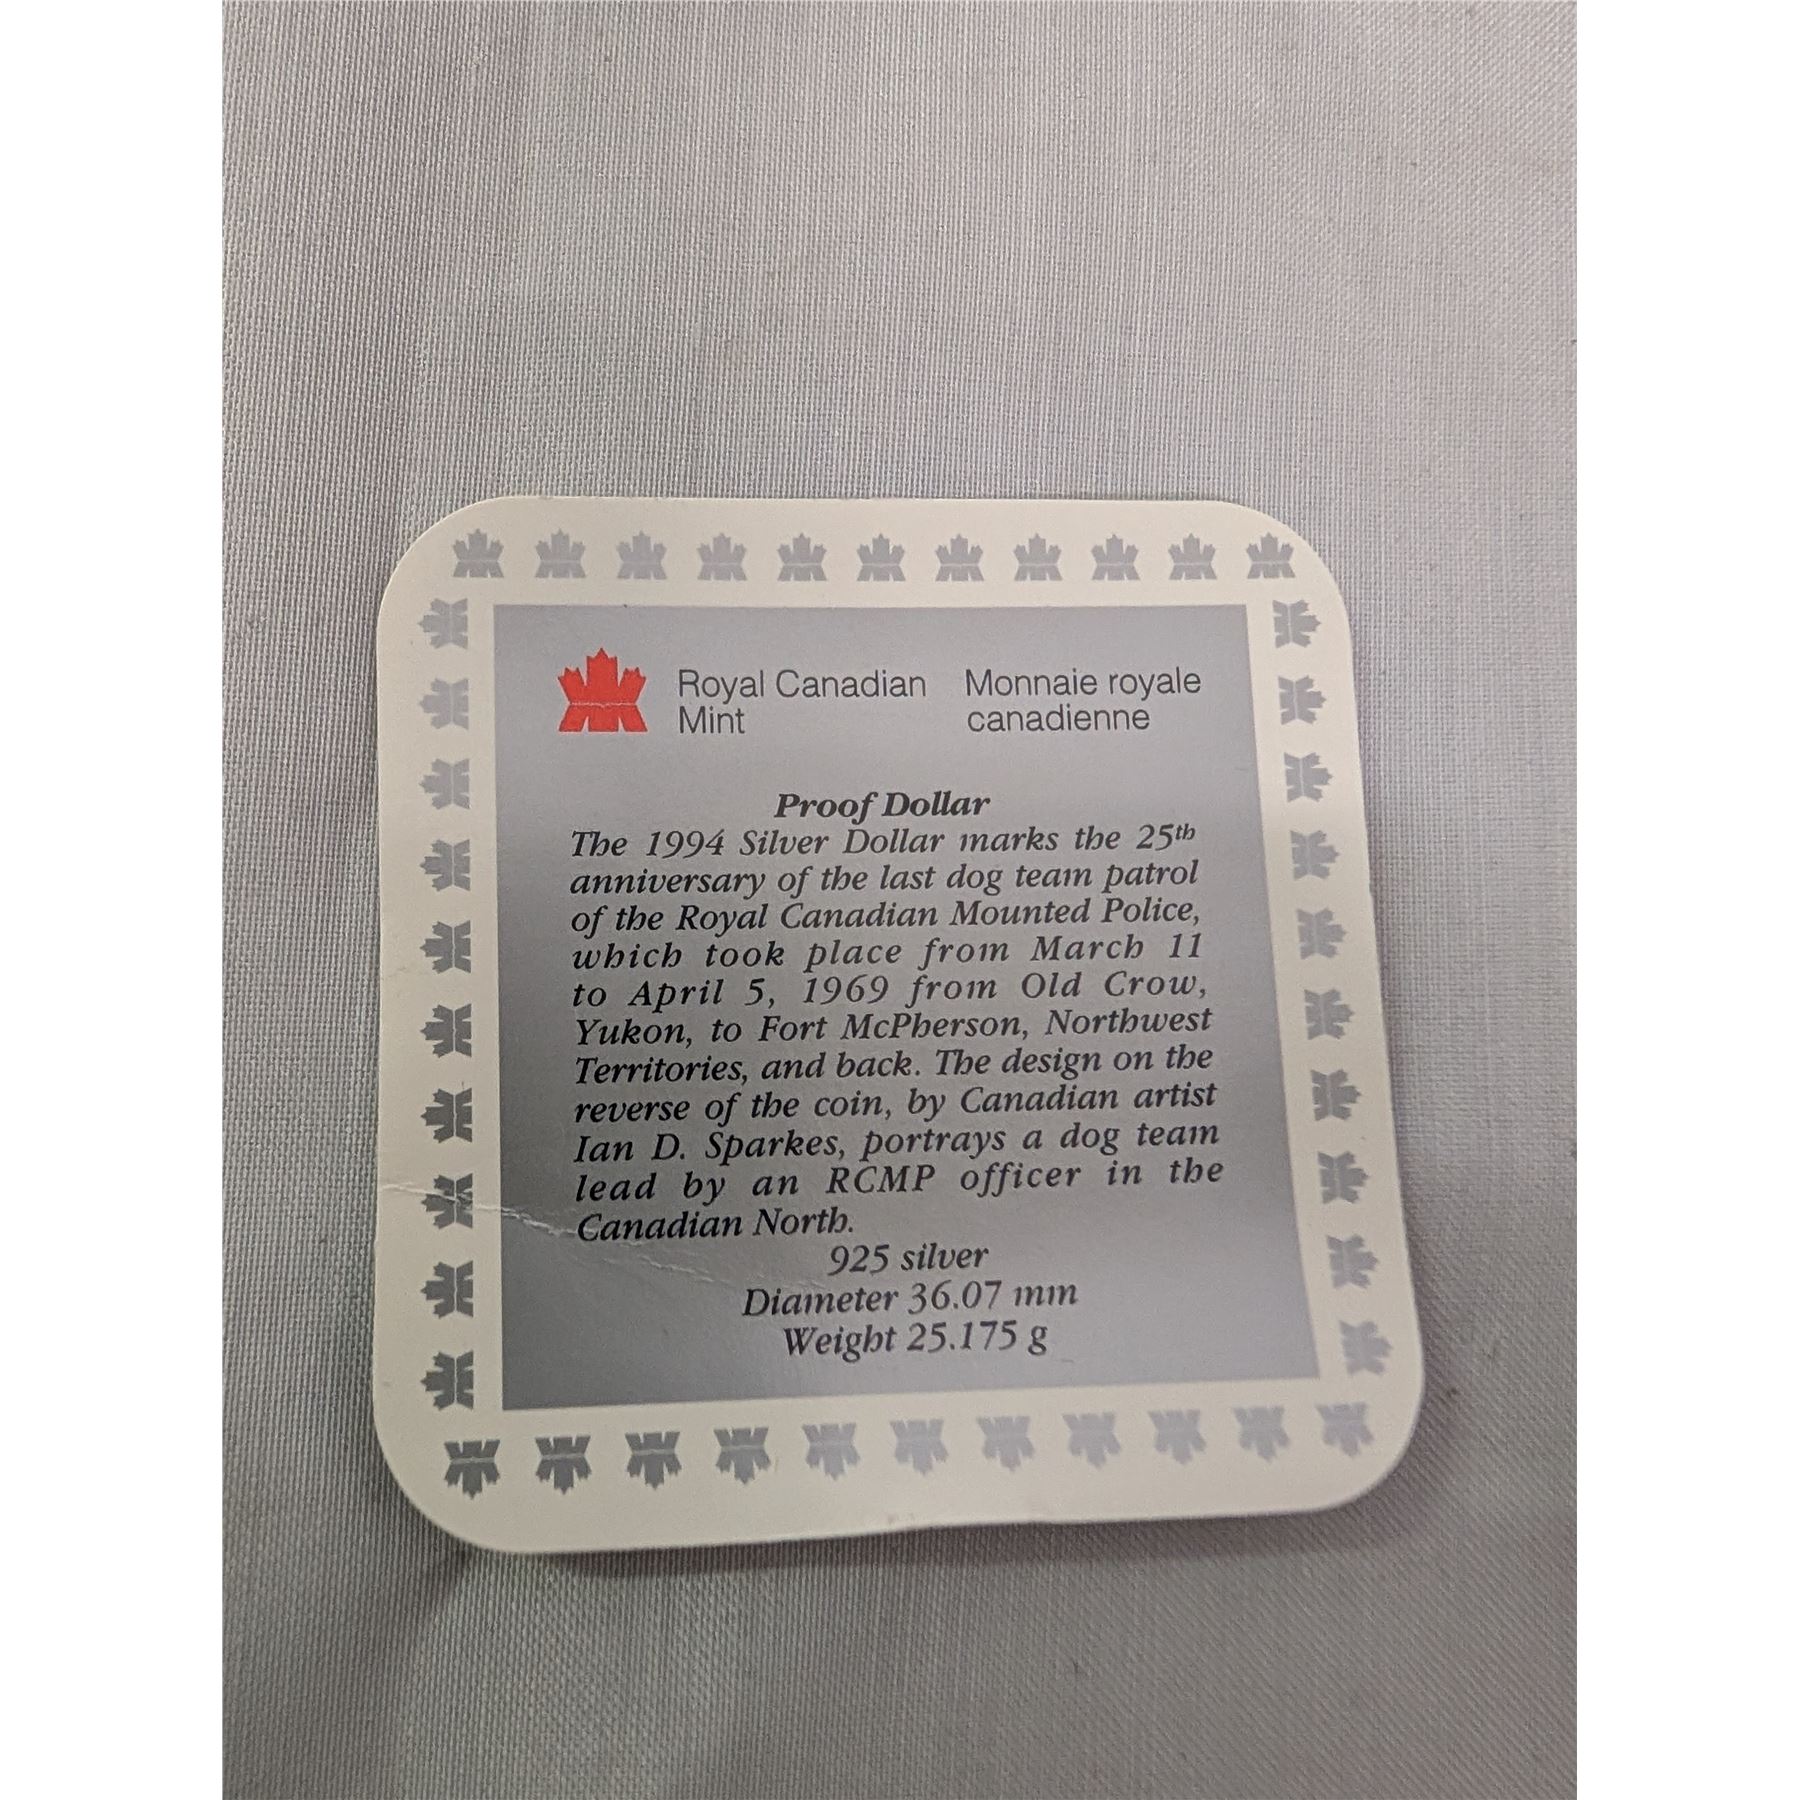 Royal Canadian Mint
Monnaie royale canadienne
Proof Dollar
The 1994 Silver Dollar marks the 25th
anniversary of the last dog team patrol
of the Royal Canadian Mounted Police,
which took place from March 11
to April 5, 1969 from Old Crow,
Yukon, to Fort McPherson, Northwest
Territories, and back. The design on the
reverse of the coin, by Canadian artist
Ian D. Sparkes, portrays a dog team
lead by an RCMP officer in the
Canadian North.
925 silver
Diameter 36.07 mm
Weight 25.175 g